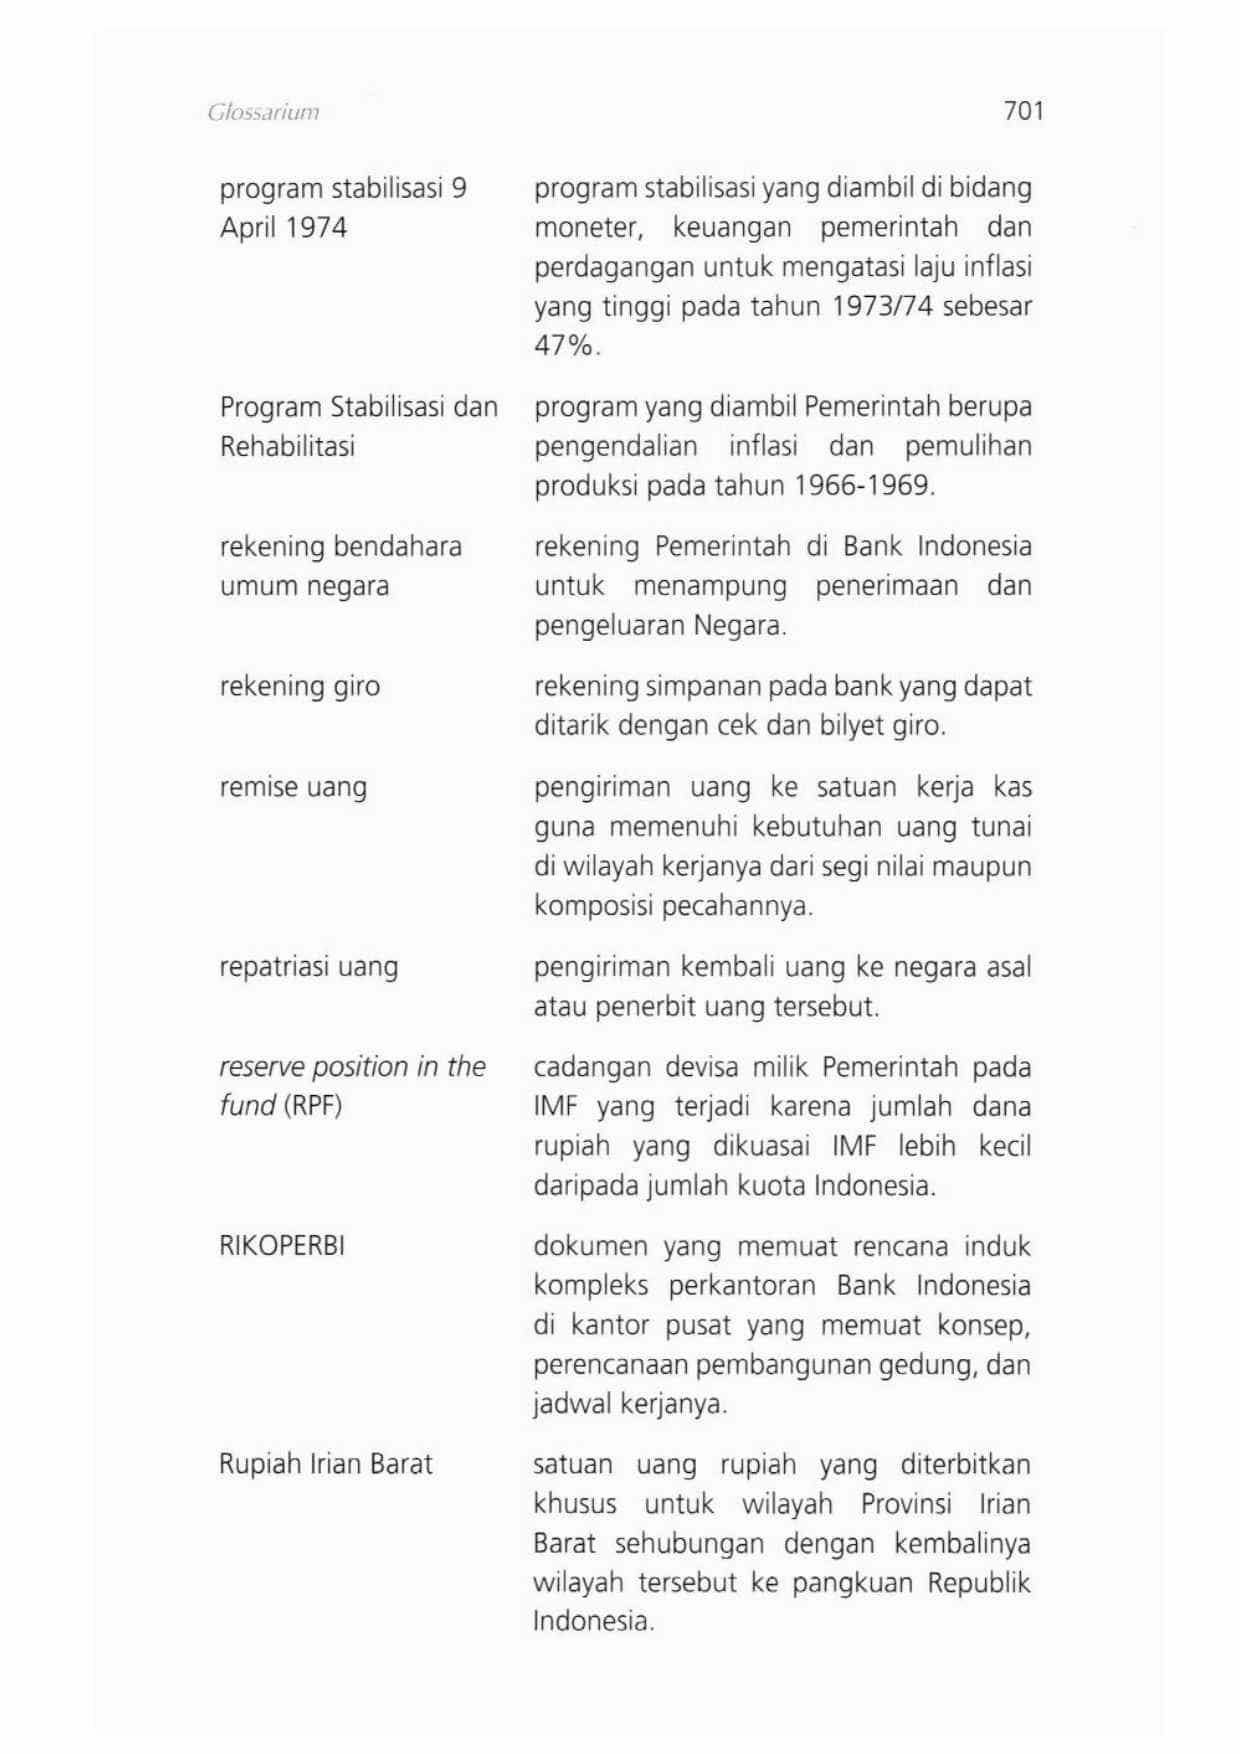 Glossarium 701
program stabilisasi 9
April 1974
program stabilisasi yang diambil di bidang
moneter, keuangan pemerintah dan
perdagangan untuk mengatasi laju inflasi
yang tinggi pada tahun 1973/74 sebesar
47%.
Program Stabilisasi dan
Rehabilitasi
program yang diambil Pemerintah berupa
pengendalian inflasi dan pemulihan
produksi pada tahun 1966-1969.
rekening bendahara
umum negara
rekening Pemerintah di Bank Indonesia
untuk menampung penerimaan dan
pengeluaran Negara.
rekening giro
rekening simpanan pada bank yang dapat
ditarik dengan cek dan bilyet giro.
remise uang
pengiriman uang ke satuan kerja kas
guna memenuhi kebutuhan uang tunai
di wilayah kerjanya dari segi nilai maupun
komposisi pecahannya.
repatriasi uang
pengiriman kembali uang ke negara asal
atau penerbit uang tersebut.
reserve position in the
fund (RPF)
cadangan devisa milik Pemerintah pada
IMF yang terjadi karena jumlah dana
rupiah yang dikuasai IMF lebih kecil
daripada jumlah kuota Indonesia.
RIKOPERBI
dokumen yang memuat rencana induk
kompleks perkantoran Bank Indonesia
di kantor pusat yang memuat konsep,
perencanaan pembangunan gedung, dan
jadwal kerjanya.
Rupiah Irian Barat
satuan uang rupiah yang diterbitkan
khusus untuk wilayah Provinsi Irian
Barat sehubungan dengan kembalinya
wilayah tersebut ke pangkuan Republik
Indonesia.